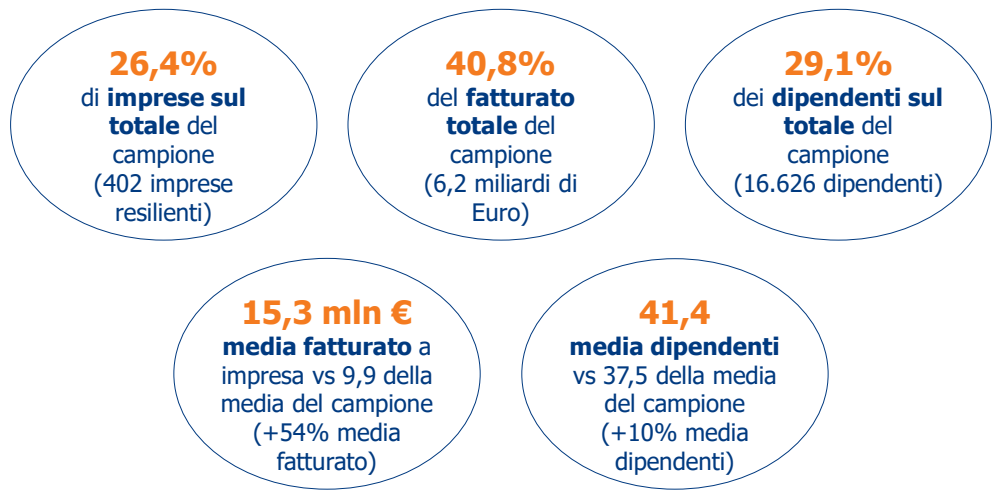 26,4%
di imprese sul
totale del
campione
(402 imprese
resilienti)
40,8%
del fatturato
totale del
campione
(6,2 miliardi di
Euro)
29,1%
dei dipendenti sul
totale del
campione
(16.626 dipendenti)
15,3 mln €
media fatturato a
impresa vs 9,9 della
media del campione
(+54% media
fatturato)
41,4
media dipendenti
vs 37,5 della media
del campione
(+10% media
dipendenti)